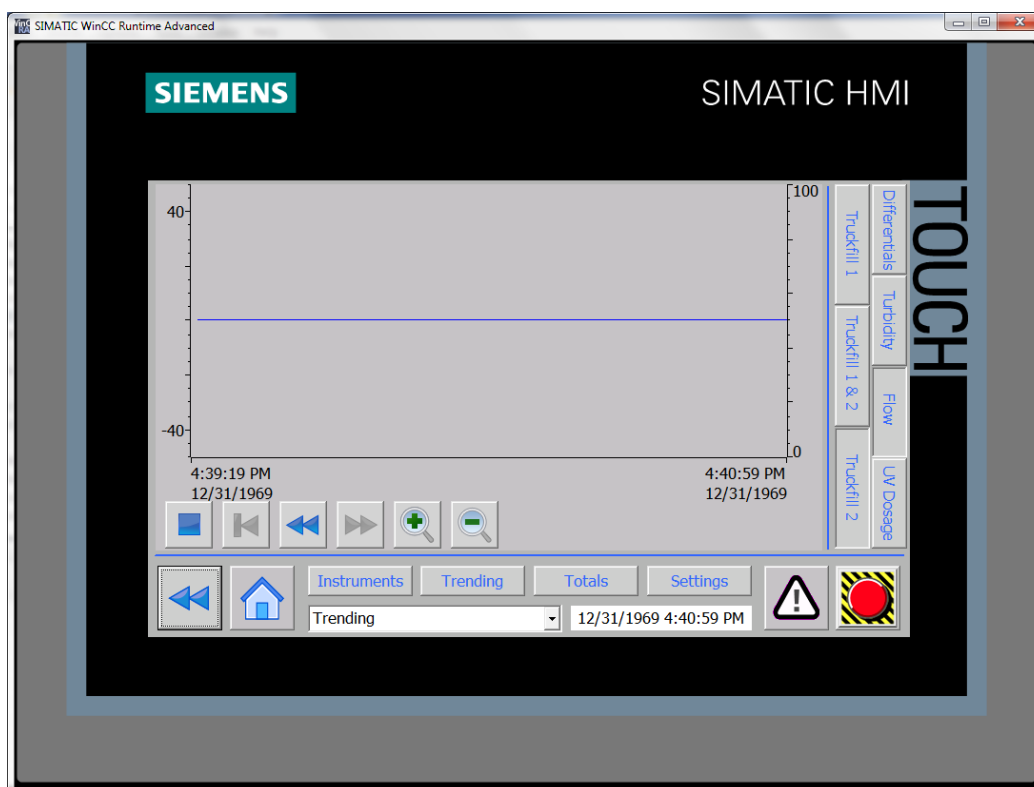 SIMATIC WinCC Runtime Advanced
SIEMENS
SIMATIC HMI
TOUCH
40
-40
100
0
4:39:19 PM
12/31/1969
4:40:59 PM
12/31/1969
Truckfill 1
Truckfill 1 & 2
Truckfill 2
Differentials
Turbidity
Flow
UV Dosage
Instruments
Trending
Totals
Settings
Trending
12/31/1969 4:40:59 PM